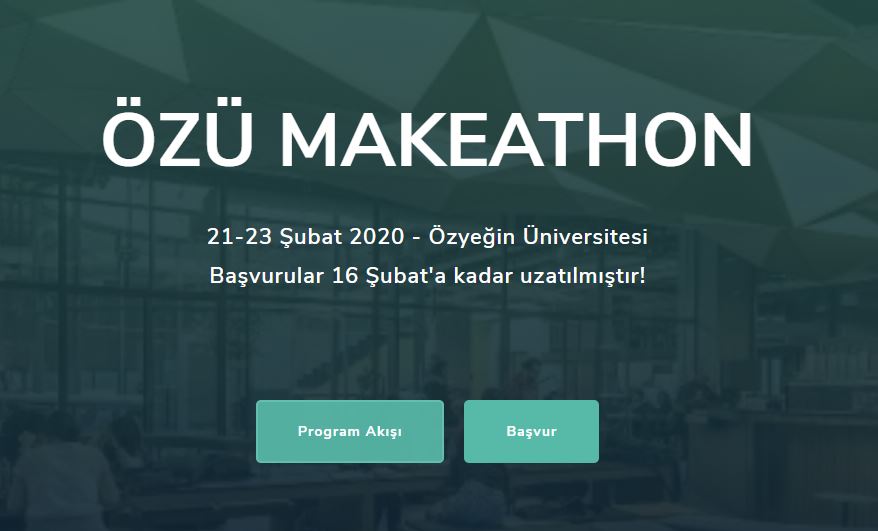 ÖZÜ MAKEATHON
21-23 Şubat 2020 - Özyeğin Üniversitesi
Başvurular 16 Şubat'a kadar uzatılmıştır!
Program Akışı
Başvur